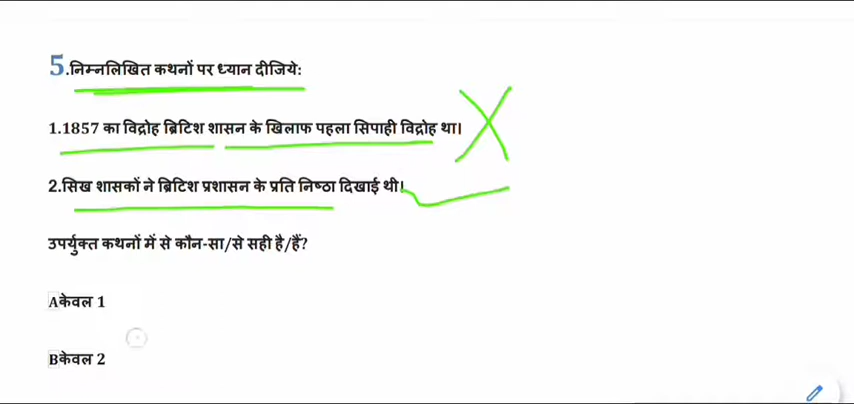 5.निम्नलिखित कथनों पर ध्यान दीजिये:
1.1857 का विद्रोह ब्रिटिश शासन के खिलाफ पहला सिपाही विद्रोह था।
2.सिख शासकों ने ब्रिटिश प्रशासन के प्रति निष्ठा दिखाई थी।
उपर्युक्त कथनों में से कौन-सा/से सही है/हैं?
Aकेवल 1
Bकेवल 2